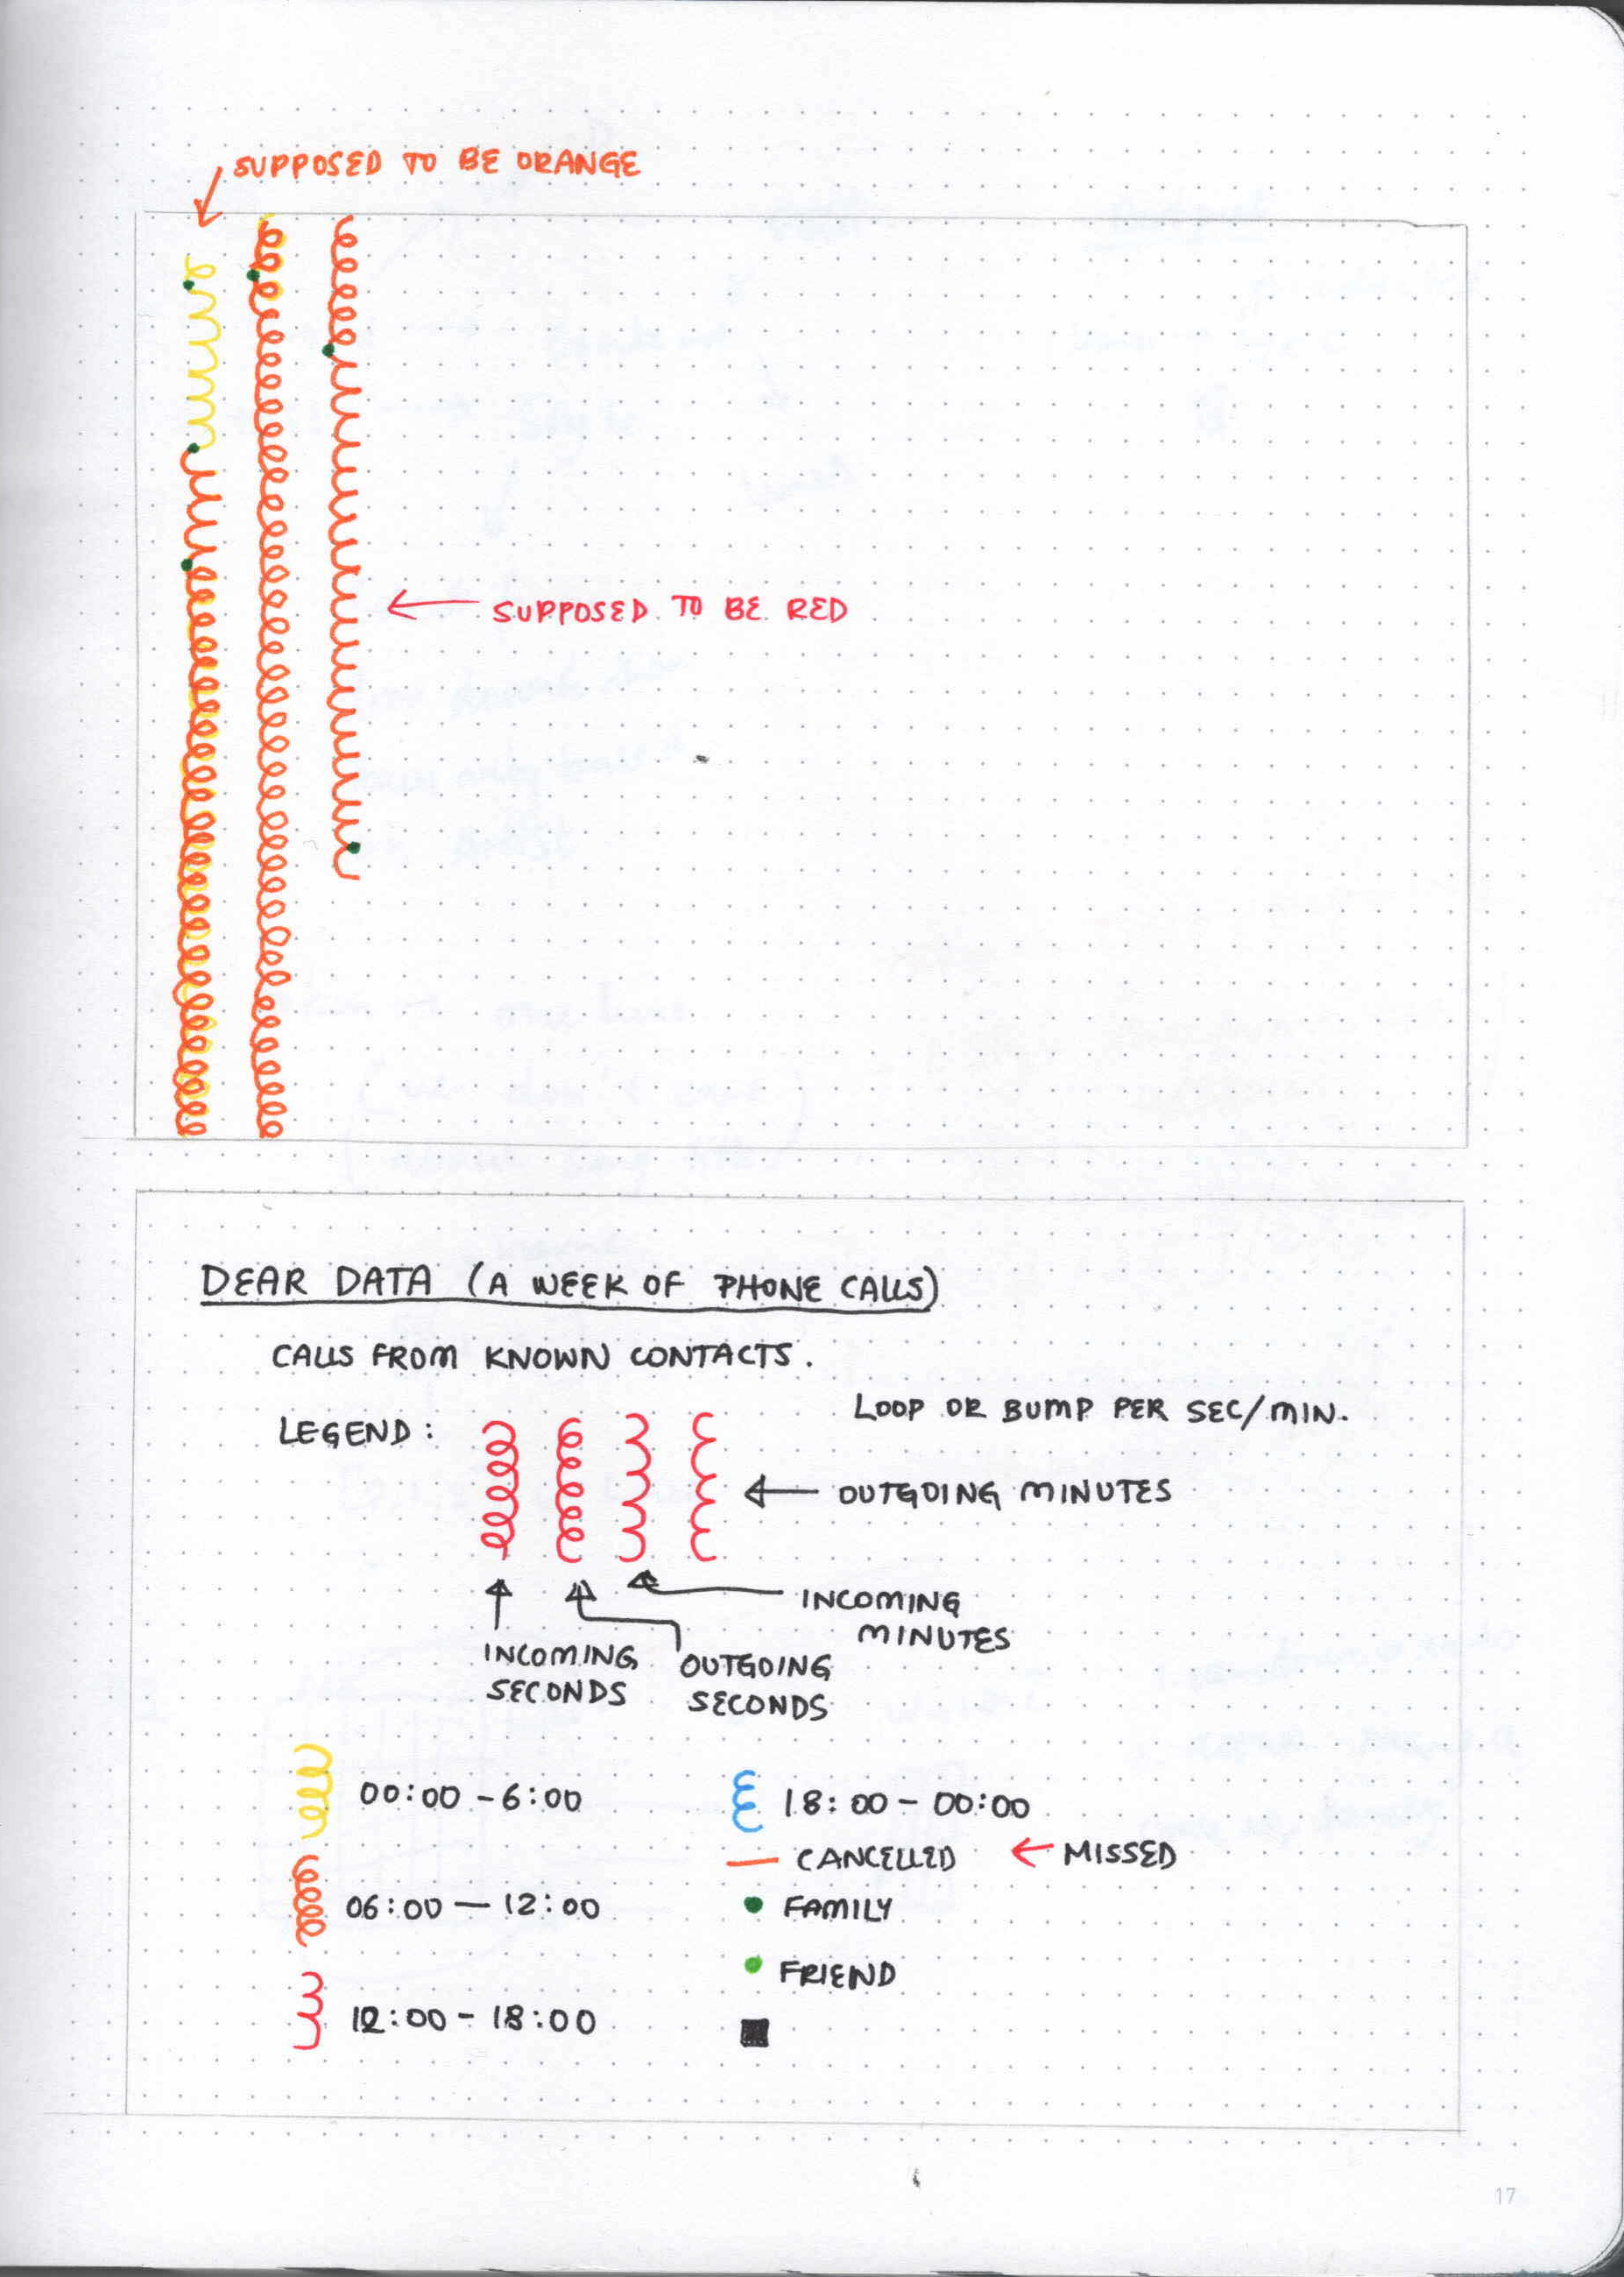 SUPPOSED TO BE ORANGE
SUPPOSED TO BE RED
DEAR DATA (A WEEK OF PHONE CALLS)
CALLS FROM KNOWN CONTACTS.
LOOP OR BUMP PER SEC/MIN.
LEGEND:
OUTGOING MINUTES
INCOMING
MINUTES
INCOMING
SECONDS
OUTGOING
SECONDS
00:00 - 6:00
18:00 - 00:00
CANCELLED
MISSED
06:00 — 12:00
FAMILY
FRIEND
12:00 - 18:00
17